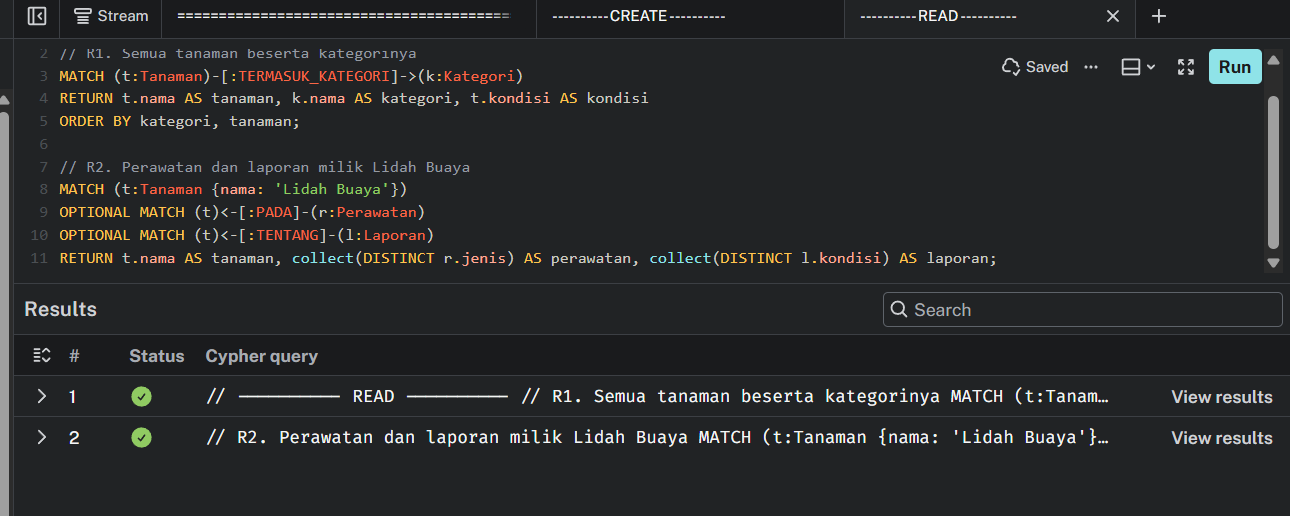 Stream
========================================
----------CREATE----------
----------READ----------
2 // R1. Semua tanaman beserta kategorinya
3 MATCH (t:Tanaman)-[:TERMASUK_KATEGORI]->(k:Kategori)
4 RETURN t.nama AS tanaman, k.nama AS kategori, t.kondisi AS kondisi
5 ORDER BY kategori, tanaman;
6
7 // R2. Perawatan dan laporan milik Lidah Buaya
8 MATCH (t:Tanaman {nama: 'Lidah Buaya'})
9 OPTIONAL MATCH (t)<-[:PADA]-(r:Perawatan)
10 OPTIONAL MATCH (t)<-[:TENTANG]-(l:Laporan)
11 RETURN t.nama AS tanaman, collect(DISTINCT r.jenis) AS perawatan, collect(DISTINCT l.kondisi) AS laporan;
Saved
Run
Results
Search
# Status Cypher query
1 // ---------- READ ---------- // R1. Semua tanaman beserta kategorinya MATCH (t:Tanam… View results
2 // R2. Perawatan dan laporan milik Lidah Buaya MATCH (t:Tanaman {nama: 'Lidah Buaya'}… View results